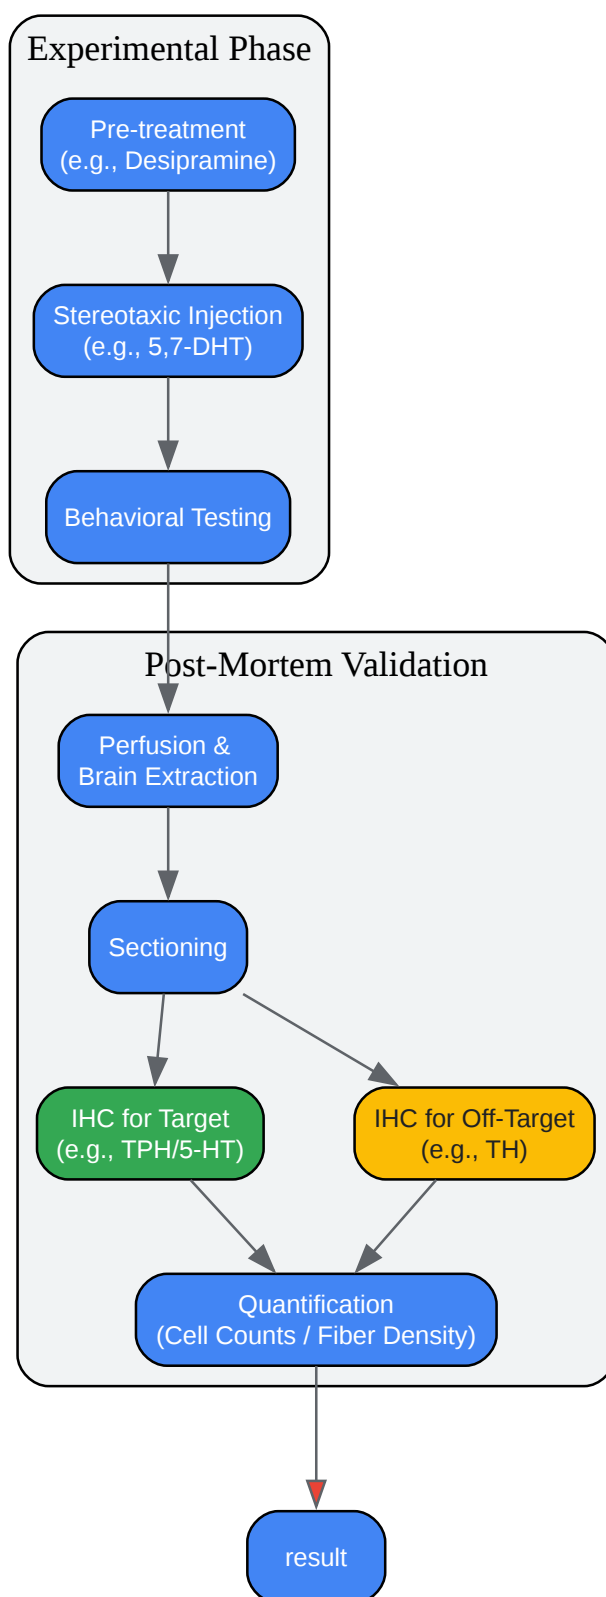 Experimental Phase
Pre-treatment
(e.g., Desipramine)
Stereotaxic Injection
(e.g., 5,7-DHT)
Behavioral Testing
Post-Mortem Validation
Perfusion &
Brain Extraction
Sectioning
IHC for Target
(e.g., TPH/5-HT)
IHC for Off-Target
(e.g., TH)
Quantification
(Cell Counts / Fiber Density)
result